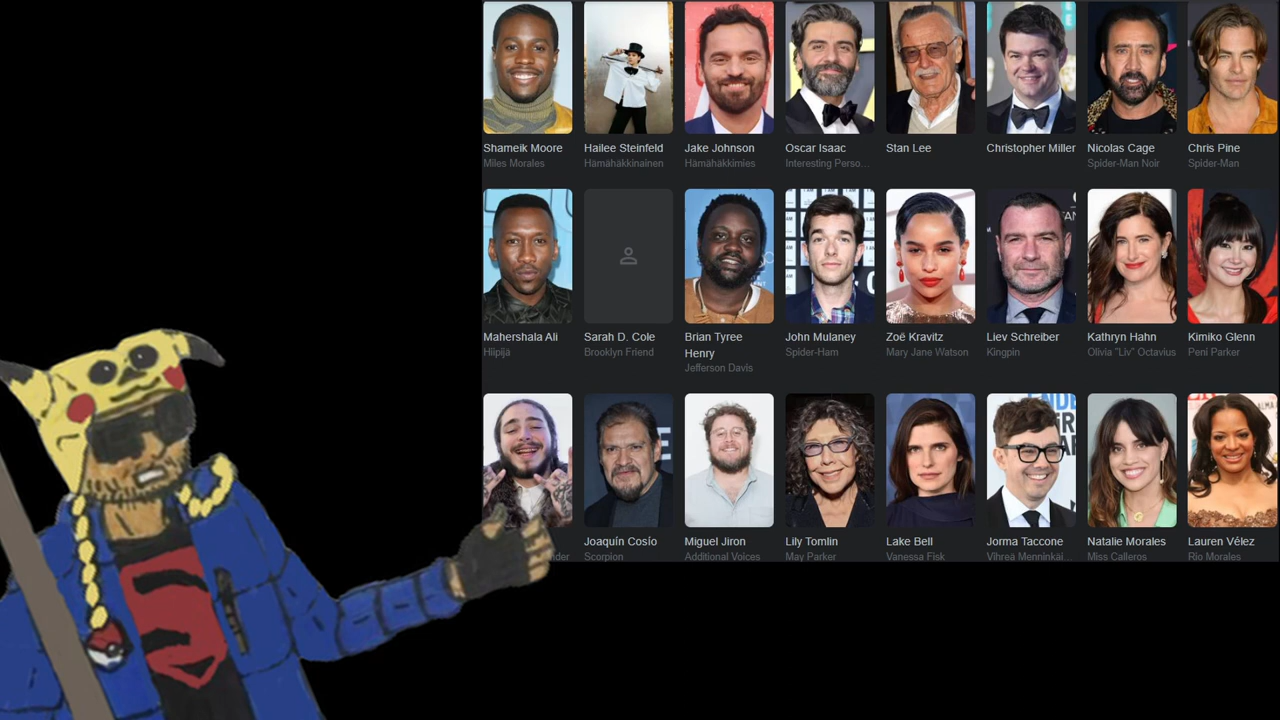 Shameik Moore
Miles Morales
Hailee Steinfeld
Hämähäkkinainen
Jake Johnson
Hämähäkkimies
Oscar Isaac
Interesting Perso...
Stan Lee
Christopher Miller
Nicolas Cage
Spider-Man Noir
Chris Pine
Spider-Man
Mahershala Ali
Hiipijä
Sarah D. Cole
Brooklyn Friend
Brian Tyree
Henry
Jefferson Davis
John Mulaney
Spider-Ham
Zoë Kravitz
Mary Jane Watson
Liev Schreiber
Kingpin
Kathryn Hahn
Olivia "Liv" Octavius
Kimiko Glenn
Peni Parker
Joaquín Cosío
Scorpion
Miguel Jiron
Additional Voices
Lily Tomlin
May Parker
Lake Bell
Vanessa Fisk
Jorma Taccone
Vihreä Menninkäi...
Natalie Morales
Miss Calleros
Lauren Vélez
Rio Morales